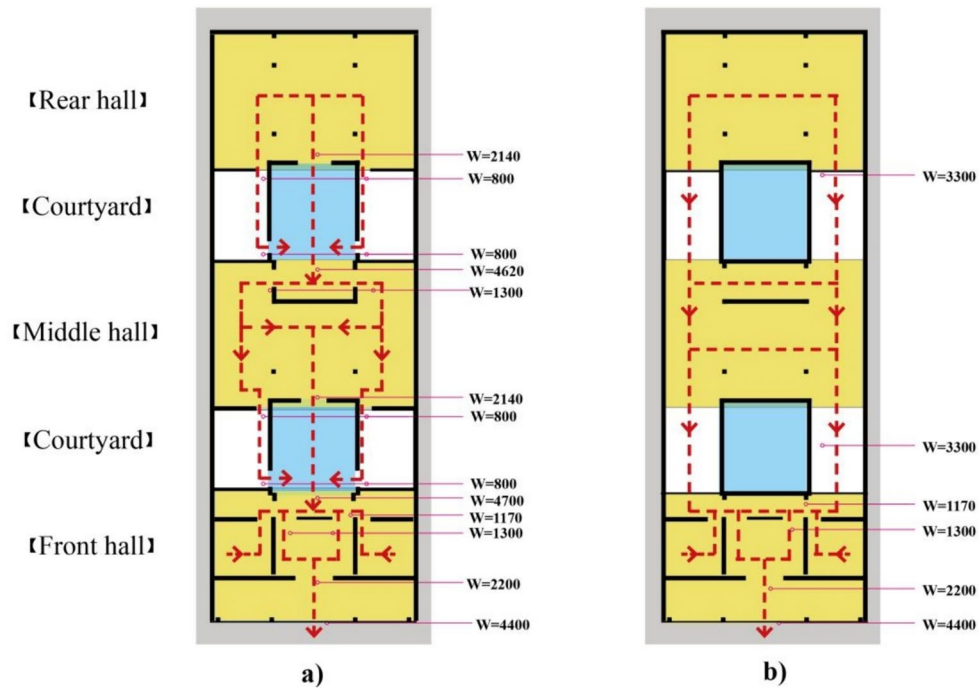 【Rear hall】
【Courtyard】
【Middle hall】
【Courtyard】
【Front hall】
W=2140
W=800
W=800
W=4620
W=1300
W=2140
W=800
W=800
W=4700
W=1170
W=1300
W=2200
W=4400
a)
W=3300
W=3300
W=1170
W=1300
W=2200
W=4400
b)